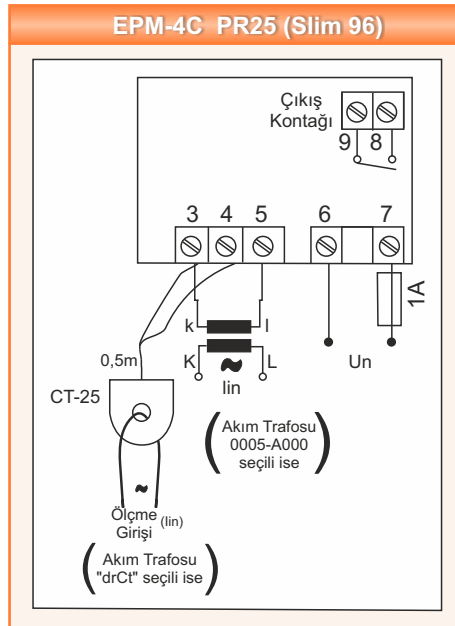 EPM-4C PR25 (Slim 96)
Çıkış
Kontağı
9 8
3 4 5 6 7
1A
k l
K L
0,5m
Iin
Un
CT-25
(Akım Trafosu
0005-A000
seçili ise)
Ölçme (Iin)
Girişi
(Akım Trafosu
"drCt" seçili ise)